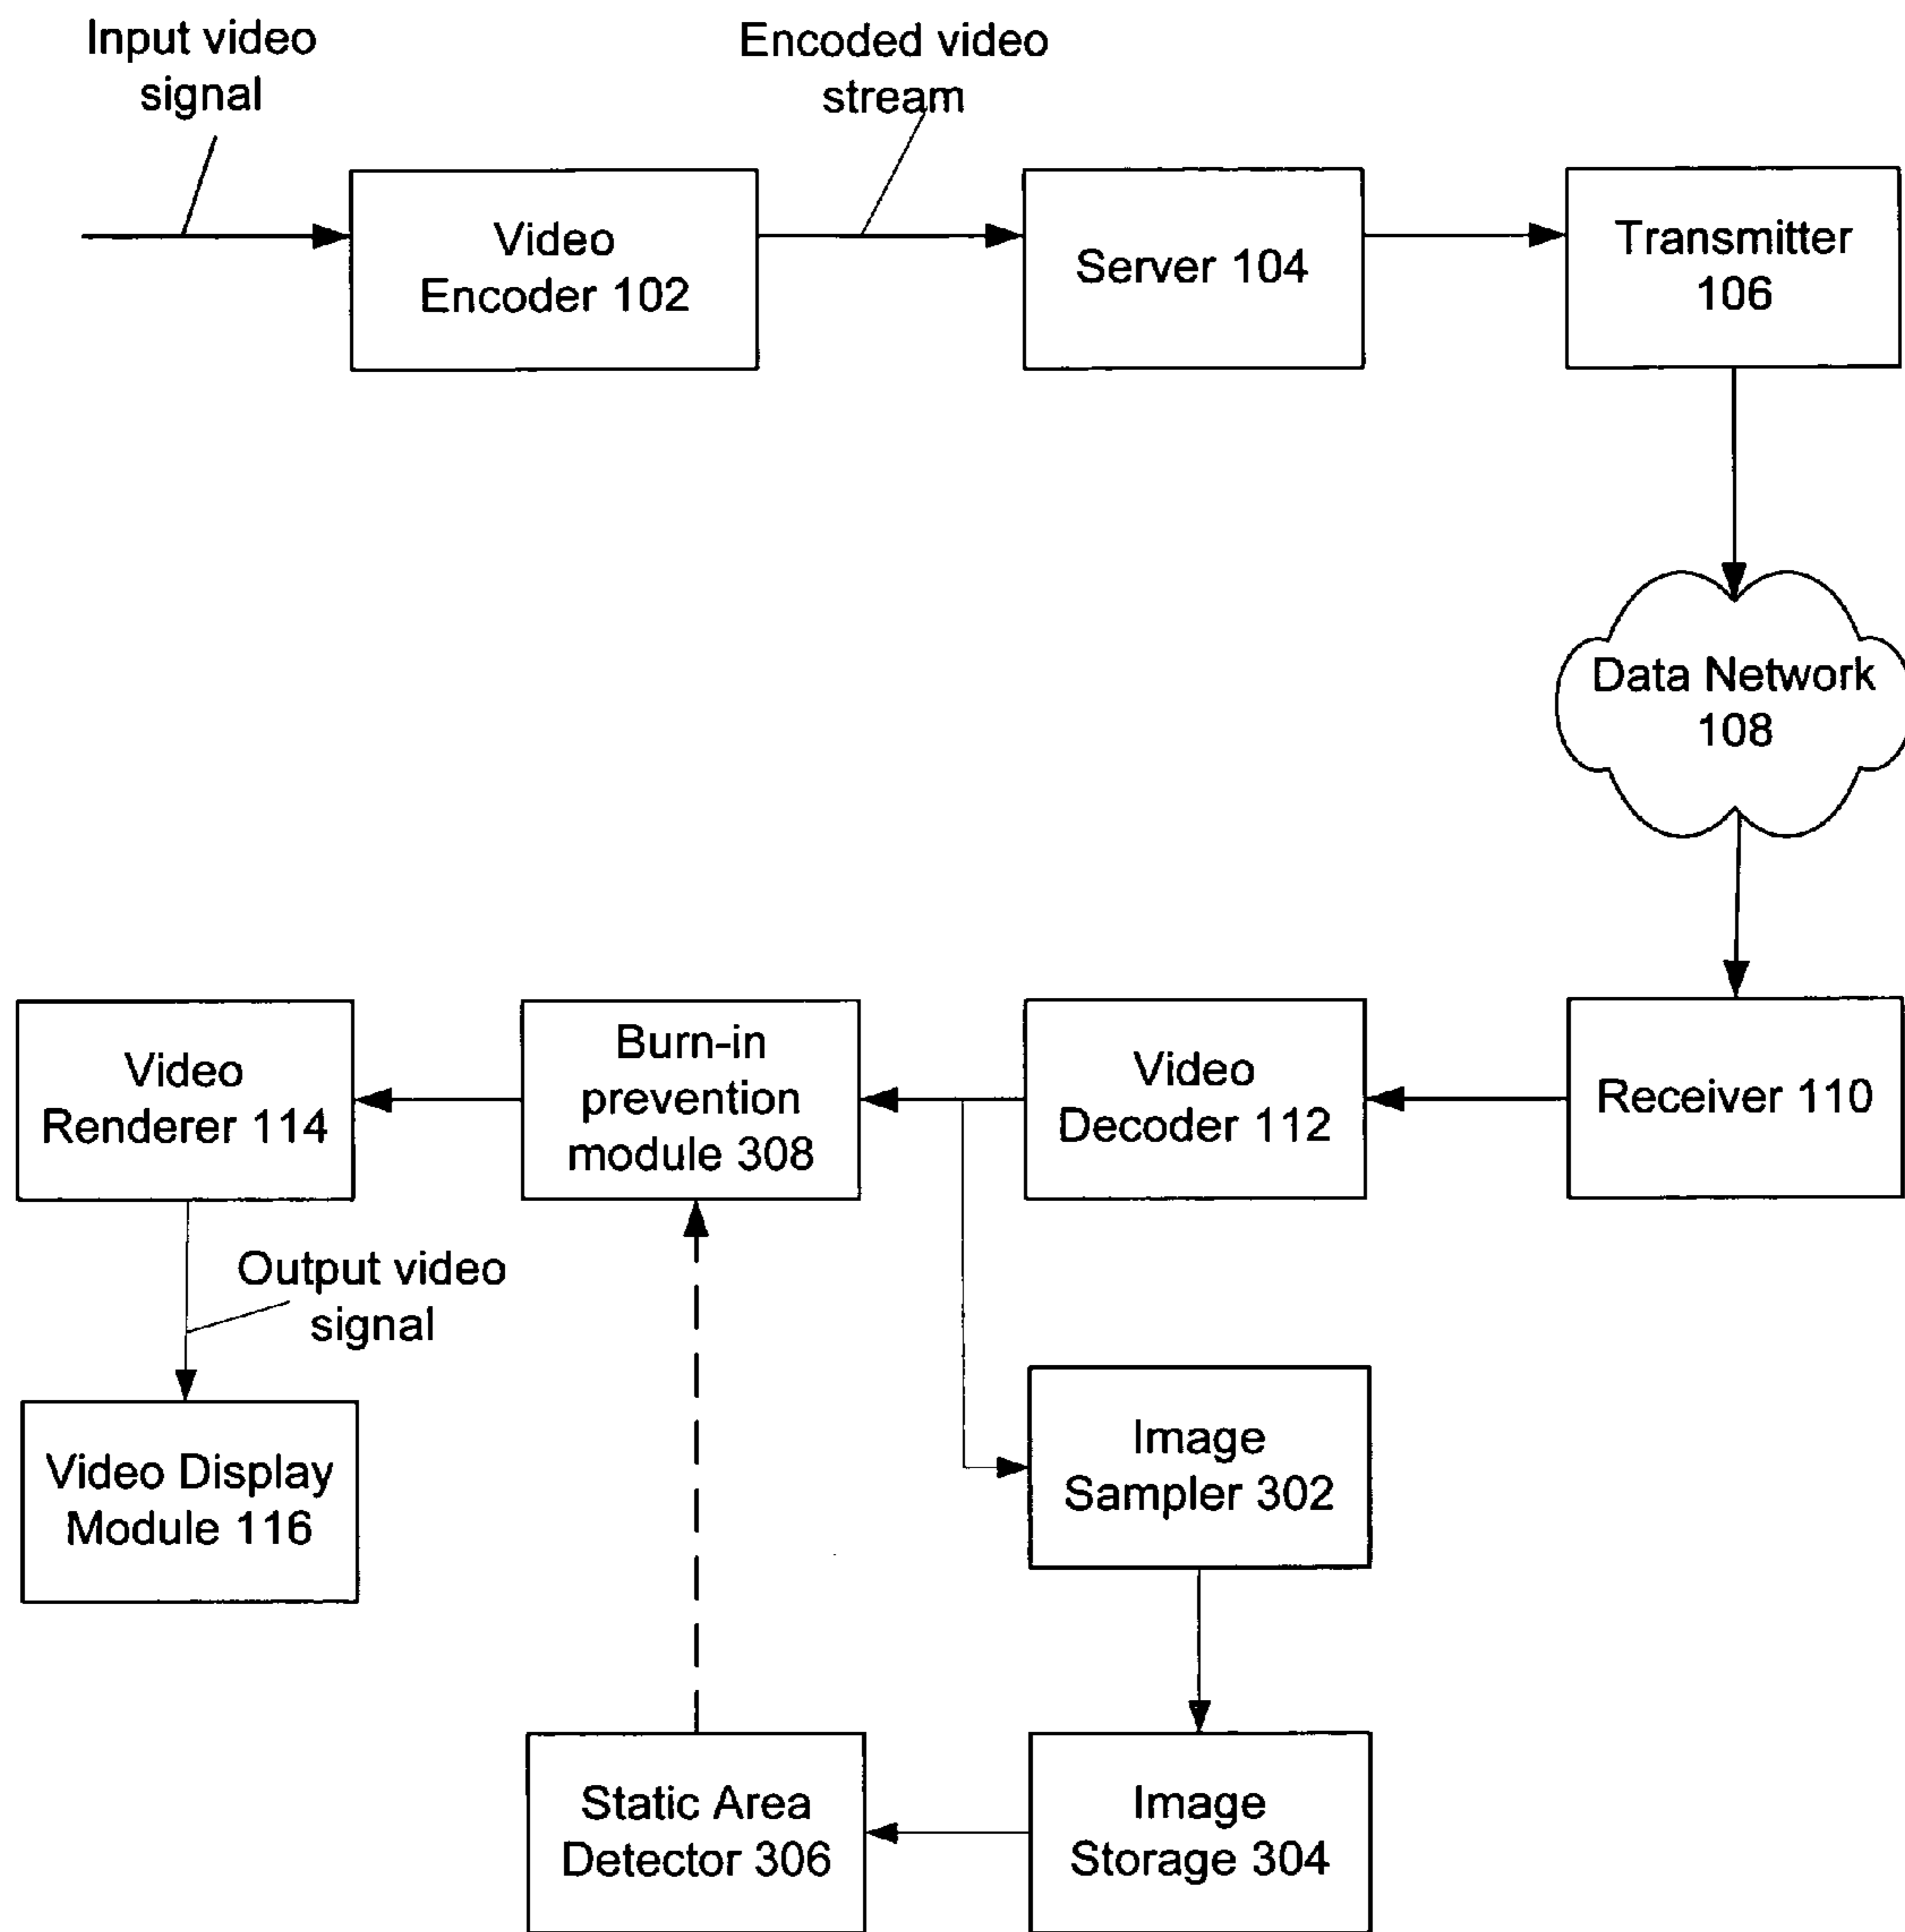 Input video
signal
Encoded video
stream
Video
Encoder 102
Server 104
Transmitter
106
Data Network
108
Video
Renderer 114
Burn-in
prevention
module 308
Video
Decoder 112
Receiver 110
Output video
signal
Video Display
Module 116
Image
Sampler 302
Static Area
Detector 306
Image
Storage 304